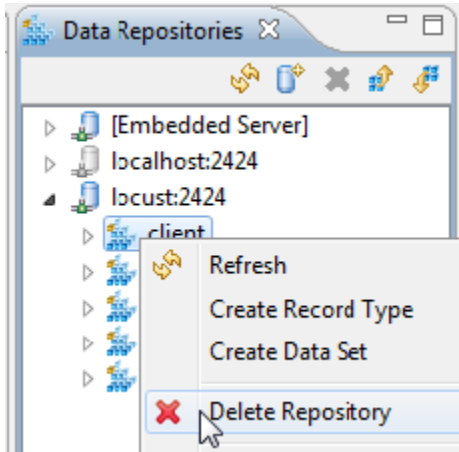 Data Repositories
[Embedded Server]
localhost:2424
locust:2424
client
Refresh
Create Record Type
Create Data Set
Delete Repository